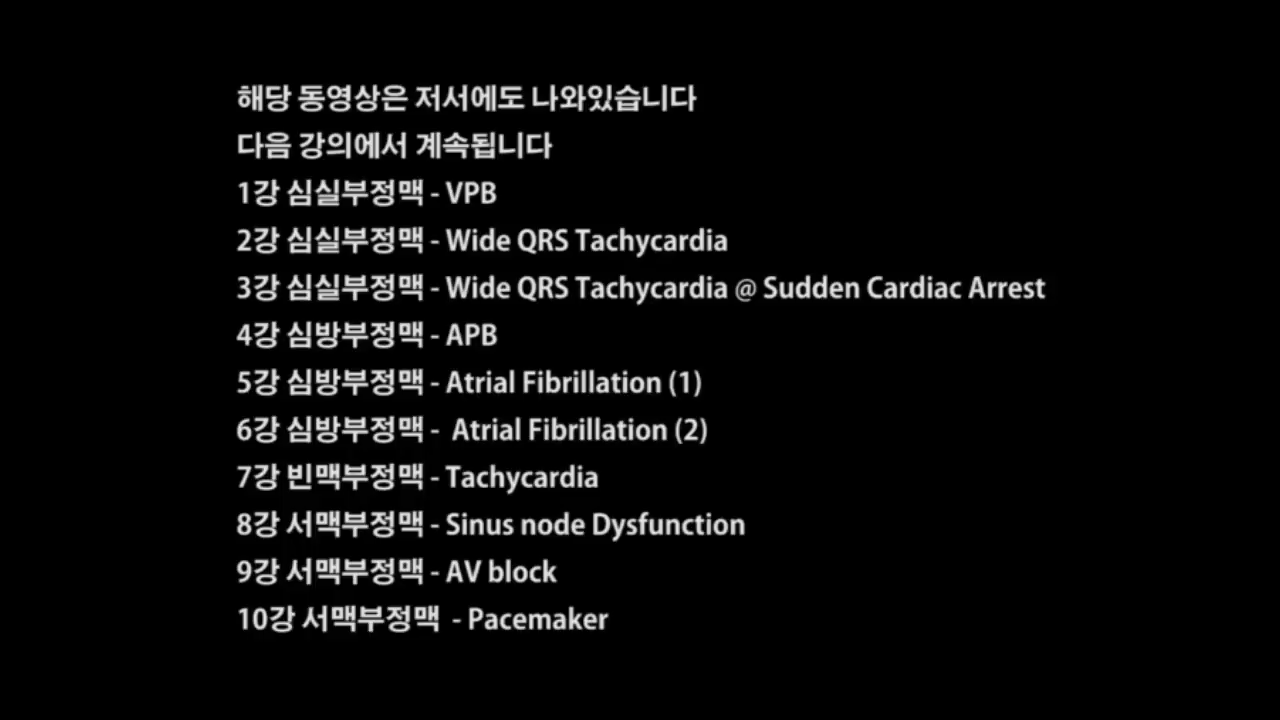 해당 동영상은 저서에도 나와있습니다
다음 강의에서 계속됩니다
1강 심실부정맥 - VPB
2강 심실부정맥 - Wide QRS Tachycardia
3강 심실부정맥 - Wide QRS Tachycardia @ Sudden Cardiac Arrest
4강 심방부정맥 - APB
5강 심방부정맥 - Atrial Fibrillation (1)
6강 심방부정맥 -  Atrial Fibrillation (2)
7강 빈맥부정맥 - Tachycardia
8강 서맥부정맥 - Sinus node Dysfunction
9강 서맥부정맥 - AV block
10강 서맥부정맥  - Pacemaker